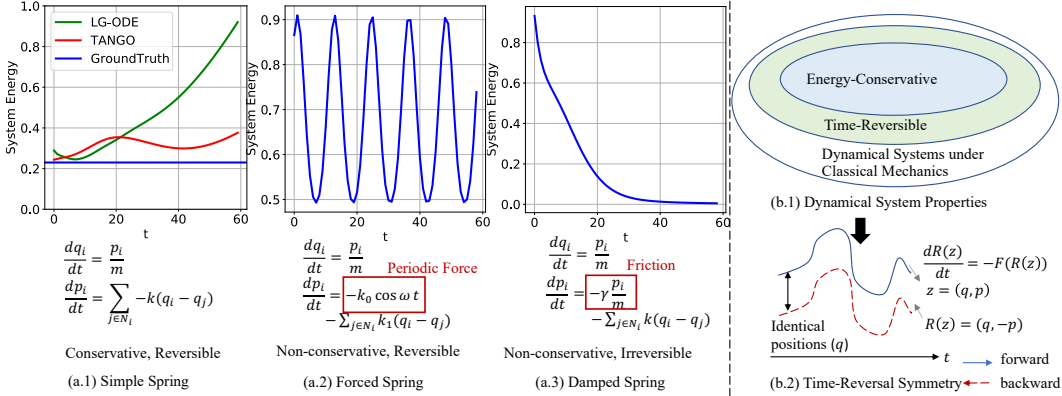 LG-ODE
TANGO
GroundTruth
System Energy
1.0
0.8
0.6
0.4
0.2
0.0
0
20
40
60
t
System Energy
0.9
0.8
0.7
0.6
0.5
0
20
40
60
t
System Energy
0.8
0.6
0.4
0.2
0.0
0
20
40
60
t
dq_i/dt = p_i/m
dp_i/dt = ∑_{j∈N_i} −k(q_i − q_j)
Conservative, Reversible
(a.1) Simple Spring
dq_i/dt = p_i/m
Periodic Force
dp_i/dt = −k_0 cos ω t
− ∑_{j∈N_i} k_1(q_i − q_j)
Non-conservative, Reversible
(a.2) Forced Spring
dq_i/dt = p_i/m
Friction
dp_i/dt = −γ p_i/m
− ∑_{j∈N_i} k(q_i − q_j)
Non-conservative, Irreversible
(a.3) Damped Spring
Energy-Conservative
Time-Reversible
Dynamical Systems under
Classical Mechanics
(b.1) Dynamical System Properties
dR(z)/dt = −F(R(z))
z = (q, p)
R(z) = (q, −p)
Identical
positions (q)
t
forward
(b.2) Time-Reversal Symmetry
backward